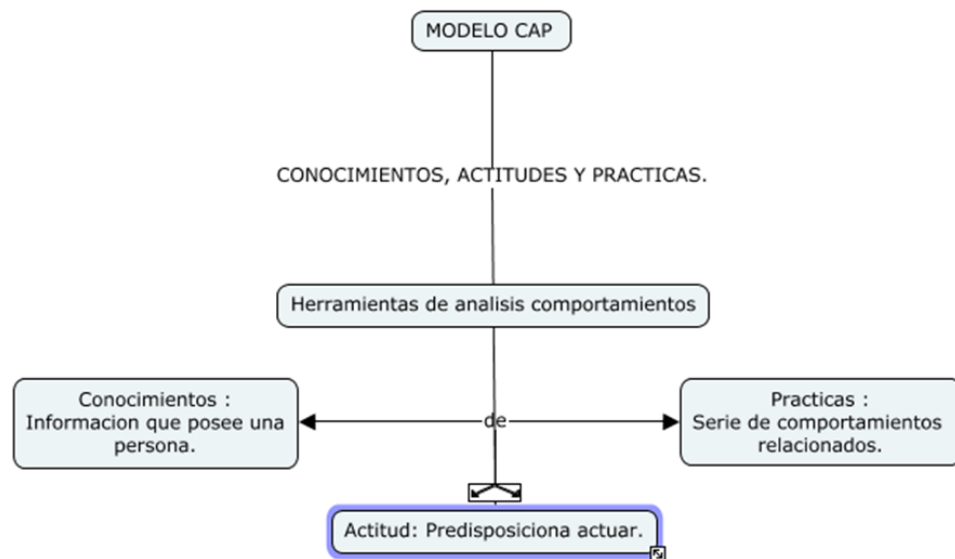 MODELO CAP
CONOCIMIENTOS, ACTITUDES Y PRACTICAS.
Herramientas de analisis comportamientos
Conocimientos :
Informacion que posee una
persona.
de
Practicas :
Serie de comportamientos
relacionados.
Actitud: Predisposiciona actuar.